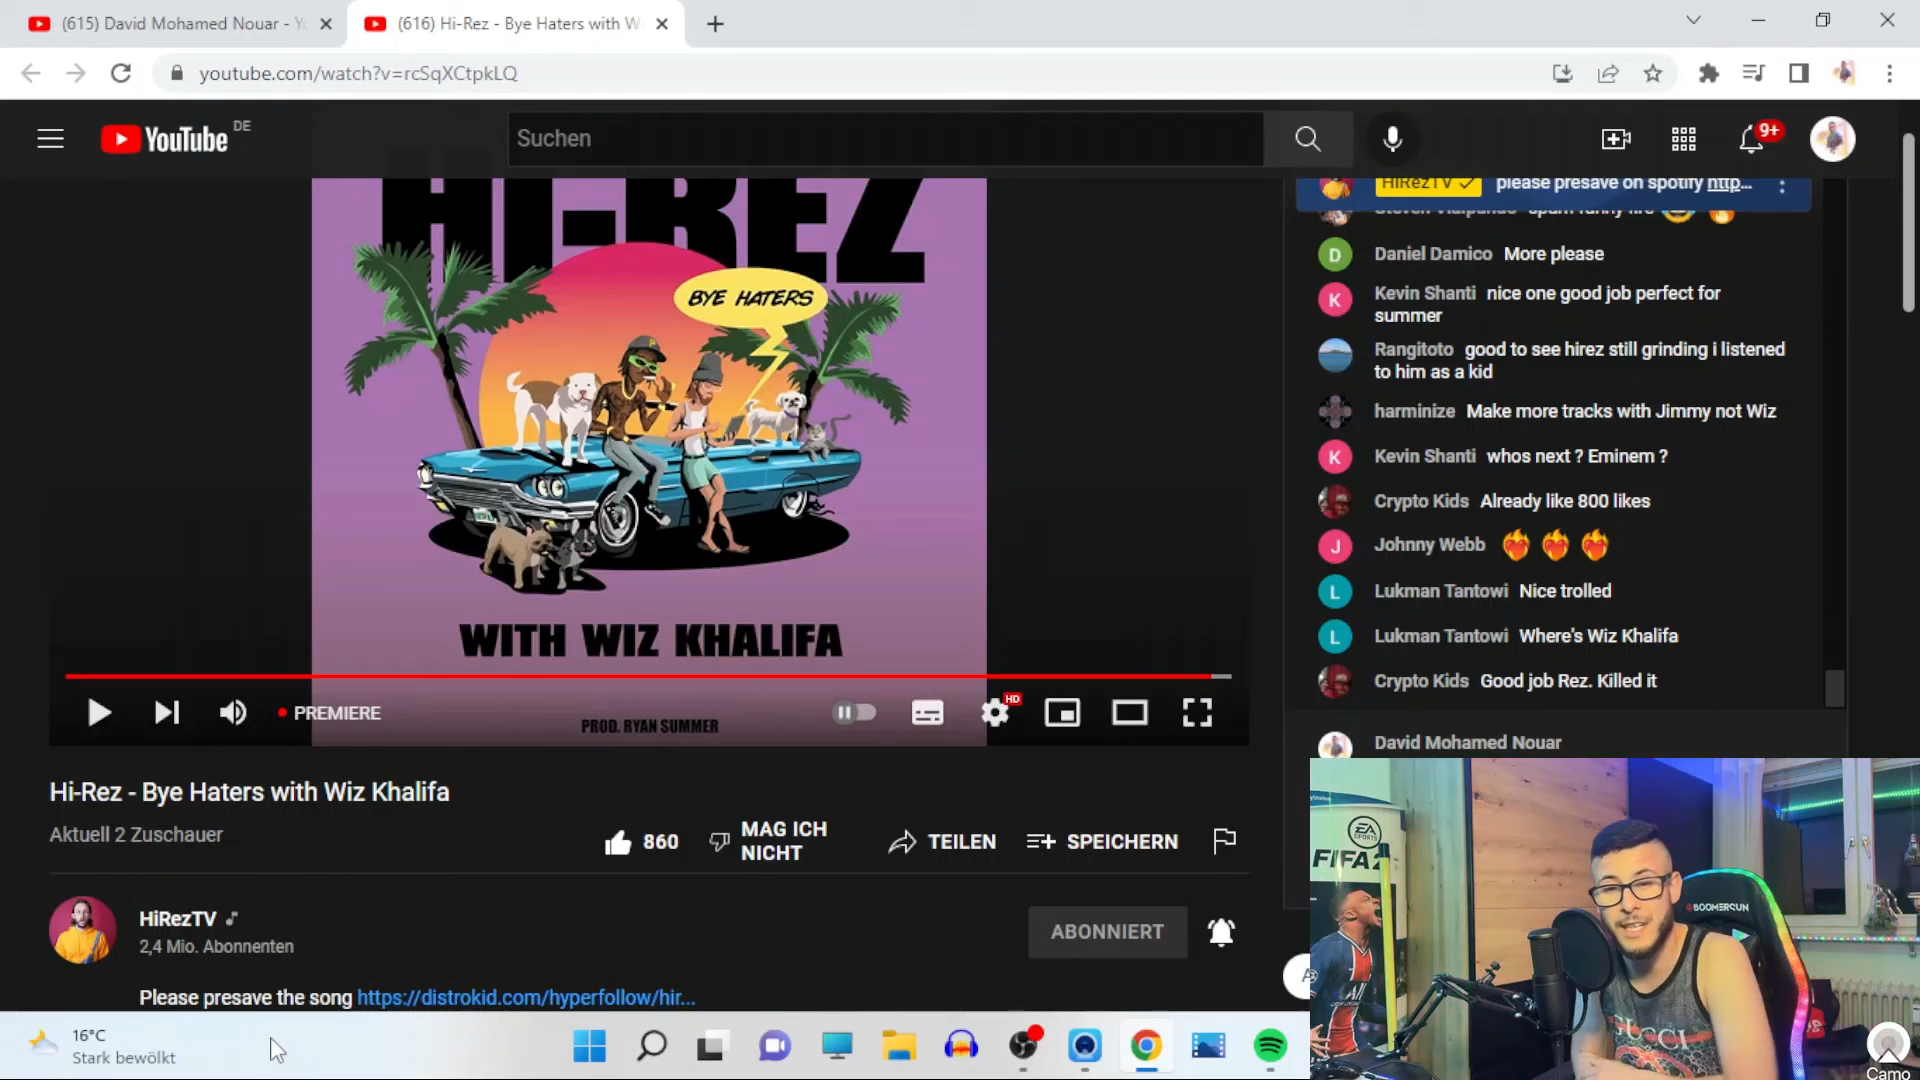 (615) David Mohamed Nouar - Y
(616) Hi-Rez - Bye Haters with W
youtube.com/watch?v=rcSqXCtpkLQ
YouTube DE
Suchen
9+
HI-REZ
BYE HATERS
WITH WIZ KHALIFA
PROD. RYAN SUMMER
PREMIERE
HD
HiRezTV please presave on spotify http...
spam funny fire
Daniel Damico More please
Kevin Shanti nice one good job perfect for
summer
Rangitoto good to see hirez still grinding i listened
to him as a kid
harminize Make more tracks with Jimmy not Wiz
Kevin Shanti whos next ? Eminem ?
Crypto Kids Already like 800 likes
Johnny Webb
Lukman Tantowi Nice trolled
Lukman Tantowi Where's Wiz Khalifa
Crypto Kids Good job Rez. Killed it
David Mohamed Nouar
Hi-Rez - Bye Haters with Wiz Khalifa
Aktuell 2 Zuschauer
860
MAG ICH
NICHT
TEILEN
SPEICHERN
HiRezTV
2,4 Mio. Abonnenten
ABONNIERT
Please presave the song https://distrokid.com/hyperfollow/hir...
16°C
Stark bewölkt
EA
SPORTS
FIFA2
BOOMERSUN
GUCCI
Camo